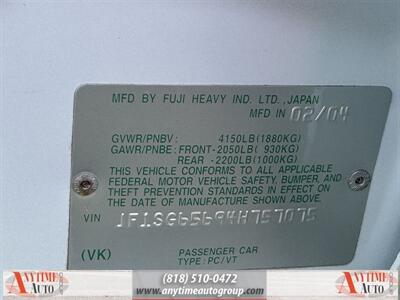 MFD BY FUJI HEAVY IND. LTD.,JAPAN
MFD IN 02/04
GVWR/PNBV : 4150LB(1880KG)
GAWR/PNBE: FRONT-2050LB( 930KG)
REAR -2200LB(1000KG)
THIS VEHICLE CONFORMS TO ALL APPLICABLE
FEDERAL MOTOR VEHICLE SAFETY, BUMPER, AND
THEFT PREVENTION STANDARDS IN EFFECT ON
THE DATE OF MANUFACTURE SHOWN ABOVE.
VIN JF1SG65694H757075
(VK) PASSENGER CAR
TYPE: PC/VT
ANYTIME AUTO (818) 510-0472 ANYTIME AUTO
www.anytimeautogroup.com